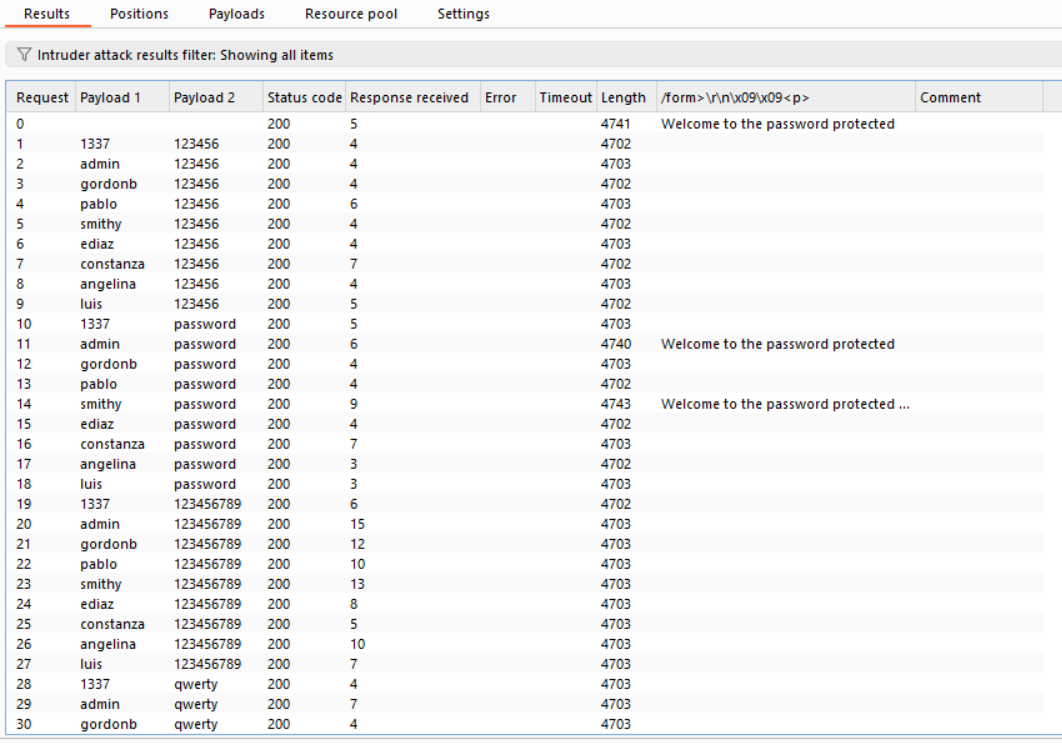 Results Positions Payloads Resource pool Settings
Intruder attack results filter: Showing all items
Request Payload 1 Payload 2 Status code Response received Error Timeout Length /form>\r\n\x09\x09<p> Comment
0 200 5 4741 Welcome to the password protected
1 1337 123456 200 4 4702
2 admin 123456 200 4 4703
3 gordonb 123456 200 4 4702
4 pablo 123456 200 6 4703
5 smithy 123456 200 4 4702
6 ediaz 123456 200 4 4703
7 constanza 123456 200 7 4702
8 angelina 123456 200 4 4703
9 luis 123456 200 5 4702
10 1337 password 200 5 4703
11 admin password 200 6 4740 Welcome to the password protected
12 gordonb password 200 4 4703
13 pablo password 200 4 4702
14 smithy password 200 9 4743 Welcome to the password protected ...
15 ediaz password 200 4 4702
16 constanza password 200 7 4703
17 angelina password 200 3 4702
18 luis password 200 3 4703
19 1337 123456789 200 6 4702
20 admin 123456789 200 15 4703
21 gordonb 123456789 200 12 4703
22 pablo 123456789 200 10 4703
23 smithy 123456789 200 13 4703
24 ediaz 123456789 200 8 4703
25 constanza 123456789 200 5 4703
26 angelina 123456789 200 10 4703
27 luis 123456789 200 7 4703
28 1337 qwerty 200 4 4703
29 admin qwerty 200 7 4703
30 gordonb qwerty 200 4 4703